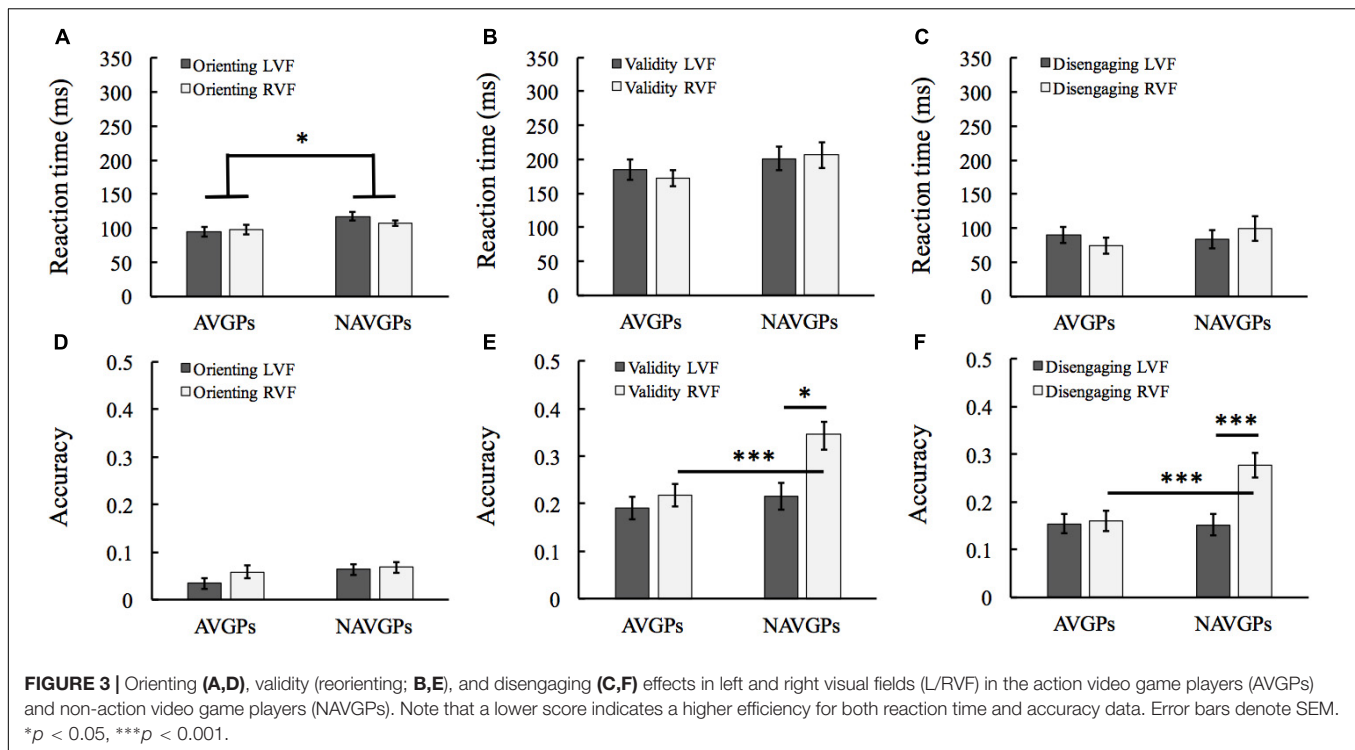 A
350
300
250
200
150
100
50
0
Reaction time (ms)
Orienting LVF
Orienting RVF
*
AVGPs NAVGPs
B
350
300
250
200
150
100
50
0
Reaction time (ms)
Validity LVF
Validity RVF
AVGPs NAVGPs
C
350
300
250
200
150
100
50
0
Reaction time (ms)
Disengaging LVF
Disengaging RVF
AVGPs NAVGPs
D
0.5
0.4
0.3
0.2
0.1
0
Accuracy
Orienting LVF
Orienting RVF
AVGPs NAVGPs
E
0.5
0.4
0.3
0.2
0.1
0
Accuracy
Validity LVF
Validity RVF
*
***
AVGPs NAVGPs
F
0.5
0.4
0.3
0.2
0.1
0
Accuracy
Disengaging LVF
Disengaging RVF
***
***
AVGPs NAVGPs
FIGURE 3 | Orienting (A,D), validity (reorienting; B,E), and disengaging (C,F) effects in left and right visual fields (L/RVF) in the action video game players (AVGPs)
and non-action video game players (NAVGPs). Note that a lower score indicates a higher efficiency for both reaction time and accuracy data. Error bars denote SEM.
*p < 0.05, ***p < 0.001.